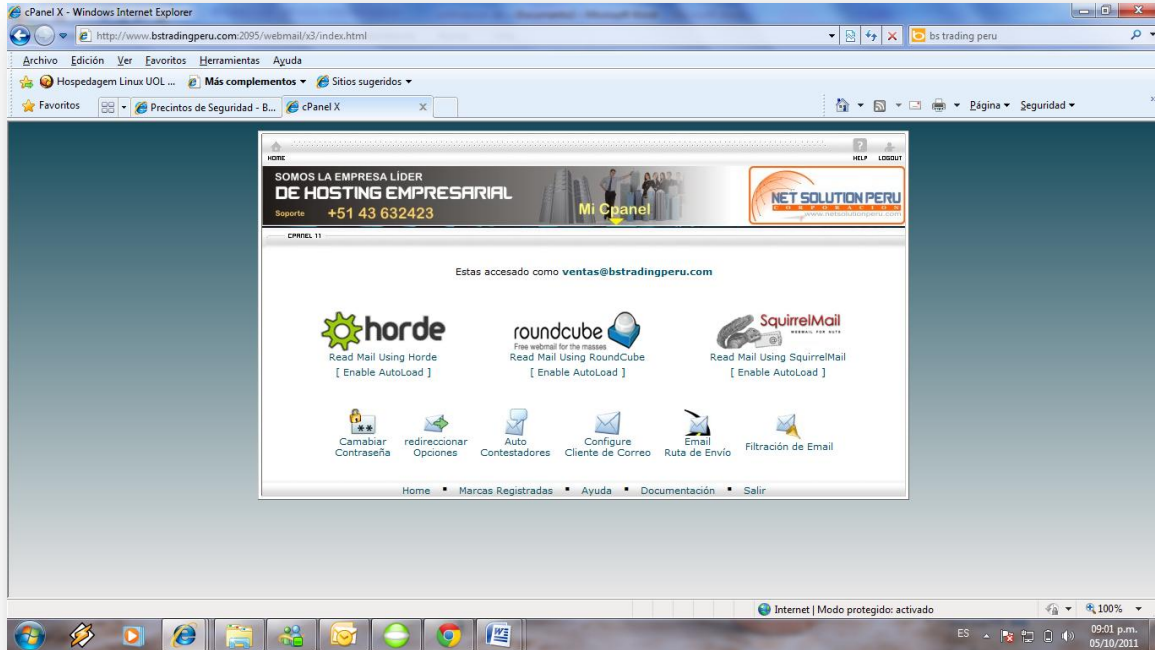 cPanel X - Windows Internet Explorer
http://www.bstradingperu.com:2095/webmail/x3/index.html
bs trading peru
Archivo Edición Ver Favoritos Herramientas Ayuda
Hospedagem Linux UOL ... Más complementos Sitios sugeridos
Favoritos Precintos de Seguridad - B... cPanel X Página Seguridad
HOME HELP LOGOUT
SOMOS LA EMPRESA LÍDER
DE HOSTING EMPRESARIAL
Soporte +51 43 632423
Mi Cpanel
NET SOLUTION PERU
CORPORACION
www.netsolutionperu.com
CPANEL 11
Estas accesado como ventas@bstradingperu.com
horde
roundcube
Free webmail for the masses
SquirrelMail
WEBMAIL FOR NUTS
Read Mail Using Horde Read Mail Using RoundCube Read Mail Using SquirrelMail
[ Enable AutoLoad ] [ Enable AutoLoad ] [ Enable AutoLoad ]
Camabiar Contraseña
redireccionar Opciones
Auto Contestadores
Configure Cliente de Correo
Email Ruta de Envío
Filtración de Email
Home ▪ Marcas Registradas ▪ Ayuda ▪ Documentación ▪ Salir
Internet | Modo protegido: activado 100%
ES 09:01 p.m.
05/10/2011